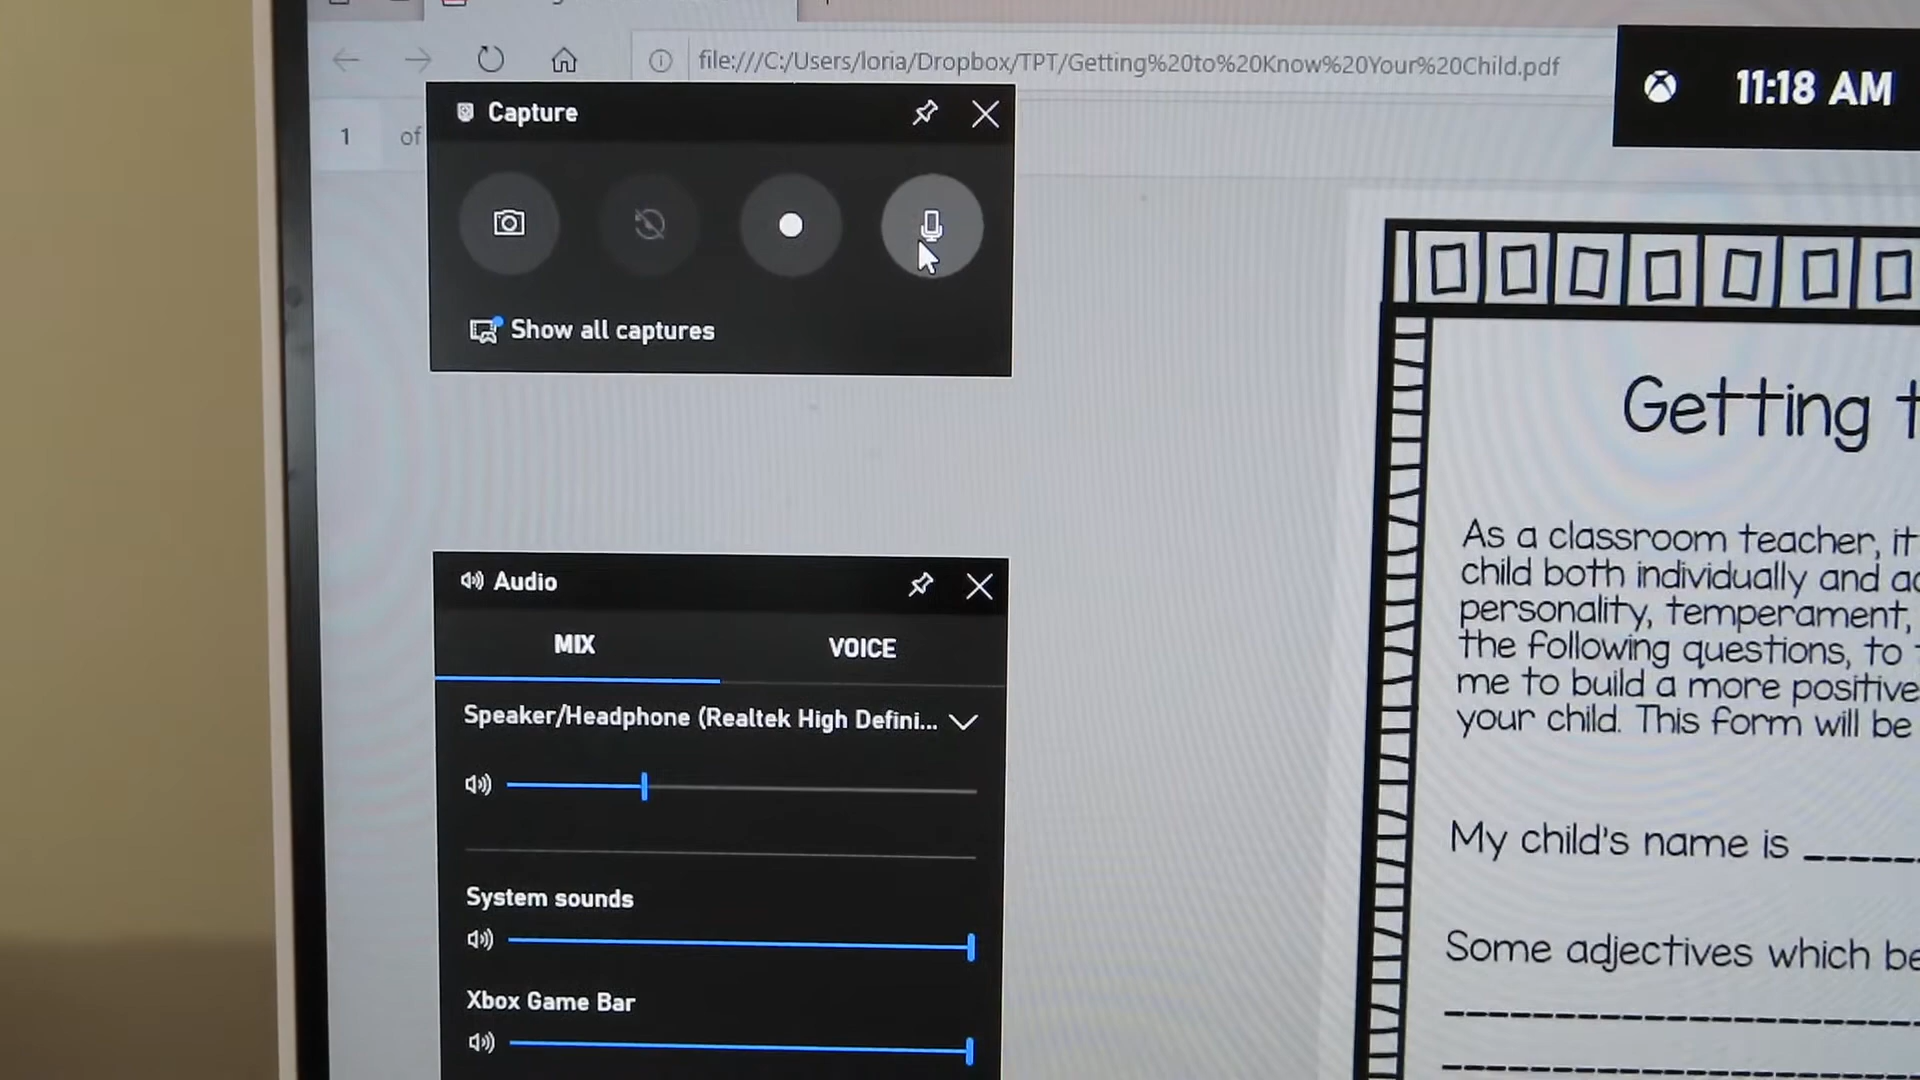 file:///C:/Users/loria/Dropbox/TPT/Getting%20to%20Know%20Your%20Child.pdf
11:18 AM
1 of
Capture
Show all captures
Audio
MIX
VOICE
Speaker/Headphone (Realtek High Defini...
System sounds
Xbox Game Bar
Getting t
As a classroom teacher, it
child both individually and ac
personality, temperament,
the following questions, to
me to build a more positive
your child. This form will be
My child's name is ______
Some adjectives which be